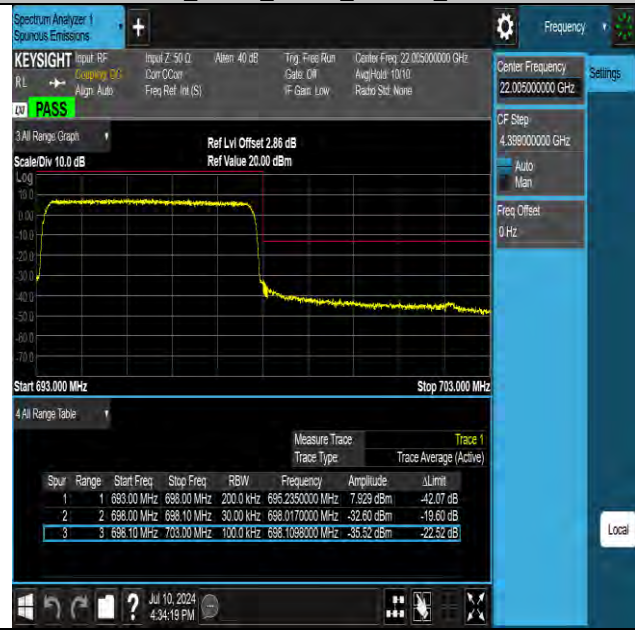 Spectrum Analyzer 1
Spurious Emissions
Frequency
KEYSIGHT
RL
Input: RF
Coupling: DC
Align: Auto
Input Z: 50 Ω
Corr CCorr
Freq Ref: Int (S)
Atten: 40 dB
Trig: Free Run
Gate: Off
IF Gain: Low
Center Freq: 22.005000000 GHz
Avg|Hold: 10/10
Radio Std: None
LXI
PASS
3 All Range Graph
Scale/Div 10.0 dB
Ref Lvl Offset 2.86 dB
Ref Value 20.00 dBm
Log
10.0
0.00
-10.0
-20.0
-30.0
-40.0
-50.0
-60.0
-70.0
Start 693.000 MHz
Stop 703.000 MHz
4 All Range Table
Measure Trace Trace 1
Trace Type Trace Average (Active)
Spur Range Start Freq Stop Freq RBW Frequency Amplitude ΔLimit
1 1 693.00 MHz 698.00 MHz 200.0 kHz 695.2350000 MHz 7.929 dBm -42.07 dB
2 2 698.00 MHz 698.10 MHz 30.00 kHz 698.0170000 MHz -32.60 dBm -19.60 dB
3 3 698.10 MHz 703.00 MHz 100.0 kHz 698.1098000 MHz -35.52 dBm -22.52 dB
Center Frequency
22.005000000 GHz
Settings
CF Step
4.399000000 GHz
Auto
Man
Freq Offset
0 Hz
Local
?
Jul 10, 2024
4:34:19 PM